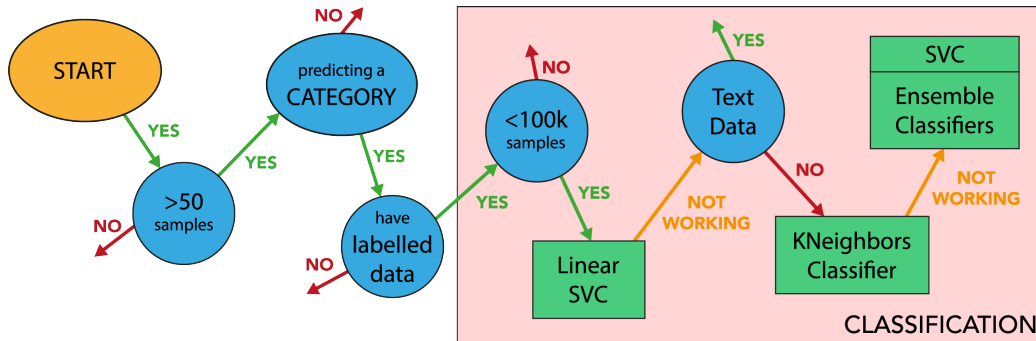 START
YES
>50
samples
NO
YES
NO
predicting a
CATEGORY
YES
have
labelled
data
NO
YES
NO
<100k
samples
YES
Linear
SVC
NOT
WORKING
YES
Text
Data
NO
KNeighbors
Classifier
NOT
WORKING
SVC
Ensemble
Classifiers
CLASSIFICATION